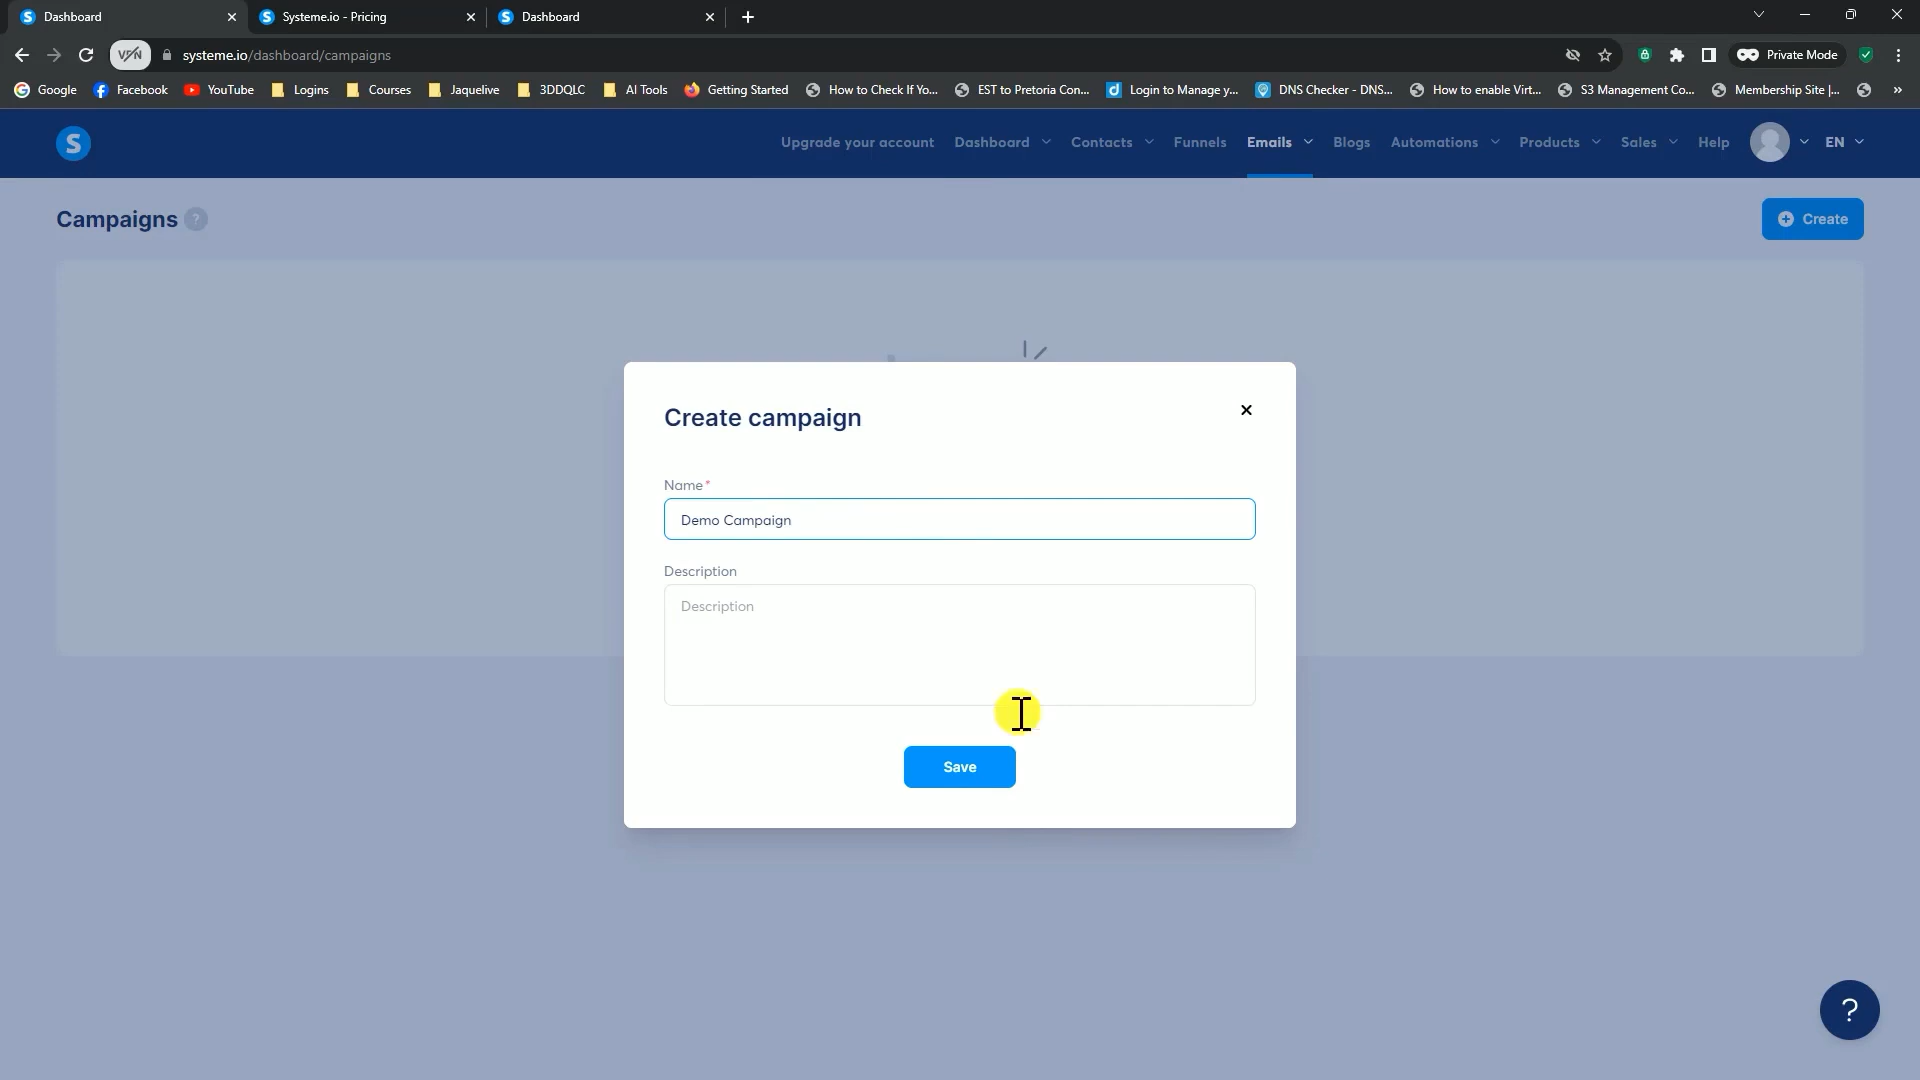 Dashboard
Systeme.io - Pricing
Dashboard
VPN
systeme.io/dashboard/campaigns
Private Mode
Google
Facebook
YouTube
Logins
Courses
Jaquelive
3DDQLC
AI Tools
Getting Started
How to Check If Yo...
EST to Pretoria Con...
Login to Manage y...
DNS Checker - DNS...
How to enable Virt...
S3 Management Co...
Membership Site |...
»
S
Upgrade your account
Dashboard
Contacts
Funnels
Emails
Blogs
Automations
Products
Sales
Help
EN
Campaigns ?
Create
Create campaign
Name*
Demo Campaign
Description
Description
Save
?